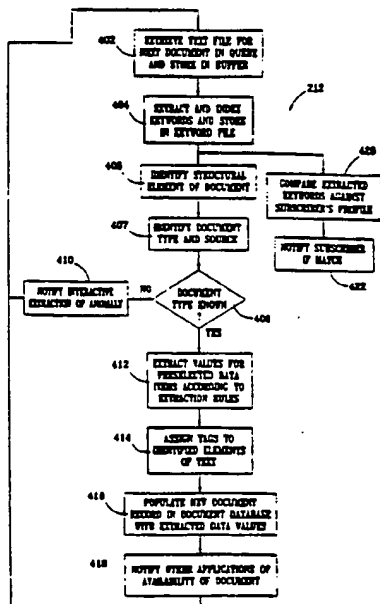 402
RETRIEVE TEXT FILE FOR
NEXT DOCUMENT IN QUEUE
AND STORE IN BUFFER
212
404
EXTRACT AND INDEX
KEYWORDS AND STORE
IN KEYWORD FILE
406
IDENTIFY STRUCTURAL
ELEMENT OF DOCUMENT
420
COMPARE EXTRACTED
KEYWORDS AGAINST
SUBSCRIBER'S PROFILE
407
IDENTIFY DOCUMENT
TYPE AND SOURCE
NOTIFY SUBSCRIBER
IF MATCH
422
410
NOTIFY INTERACTIVE
EXTRACTION OF ANOMALY
NO
DOCUMENT
TYPE KNOWN
?
408
YES
412
EXTRACT VALUES FOR
PRESELECTED DATA
ITEMS ACCORDING TO
EXTRACTION RULES
414
ASSIGN TAGS TO
IDENTIFIED ELEMENTS
OF TEXT
416
POPULATE NEW DOCUMENT
RECORD IN DOCUMENT DATABASE
WITH EXTRACTED DATA VALUES
418
NOTIFY OTHER APPLICATIONS OF
AVAILABILITY OF DOCUMENT